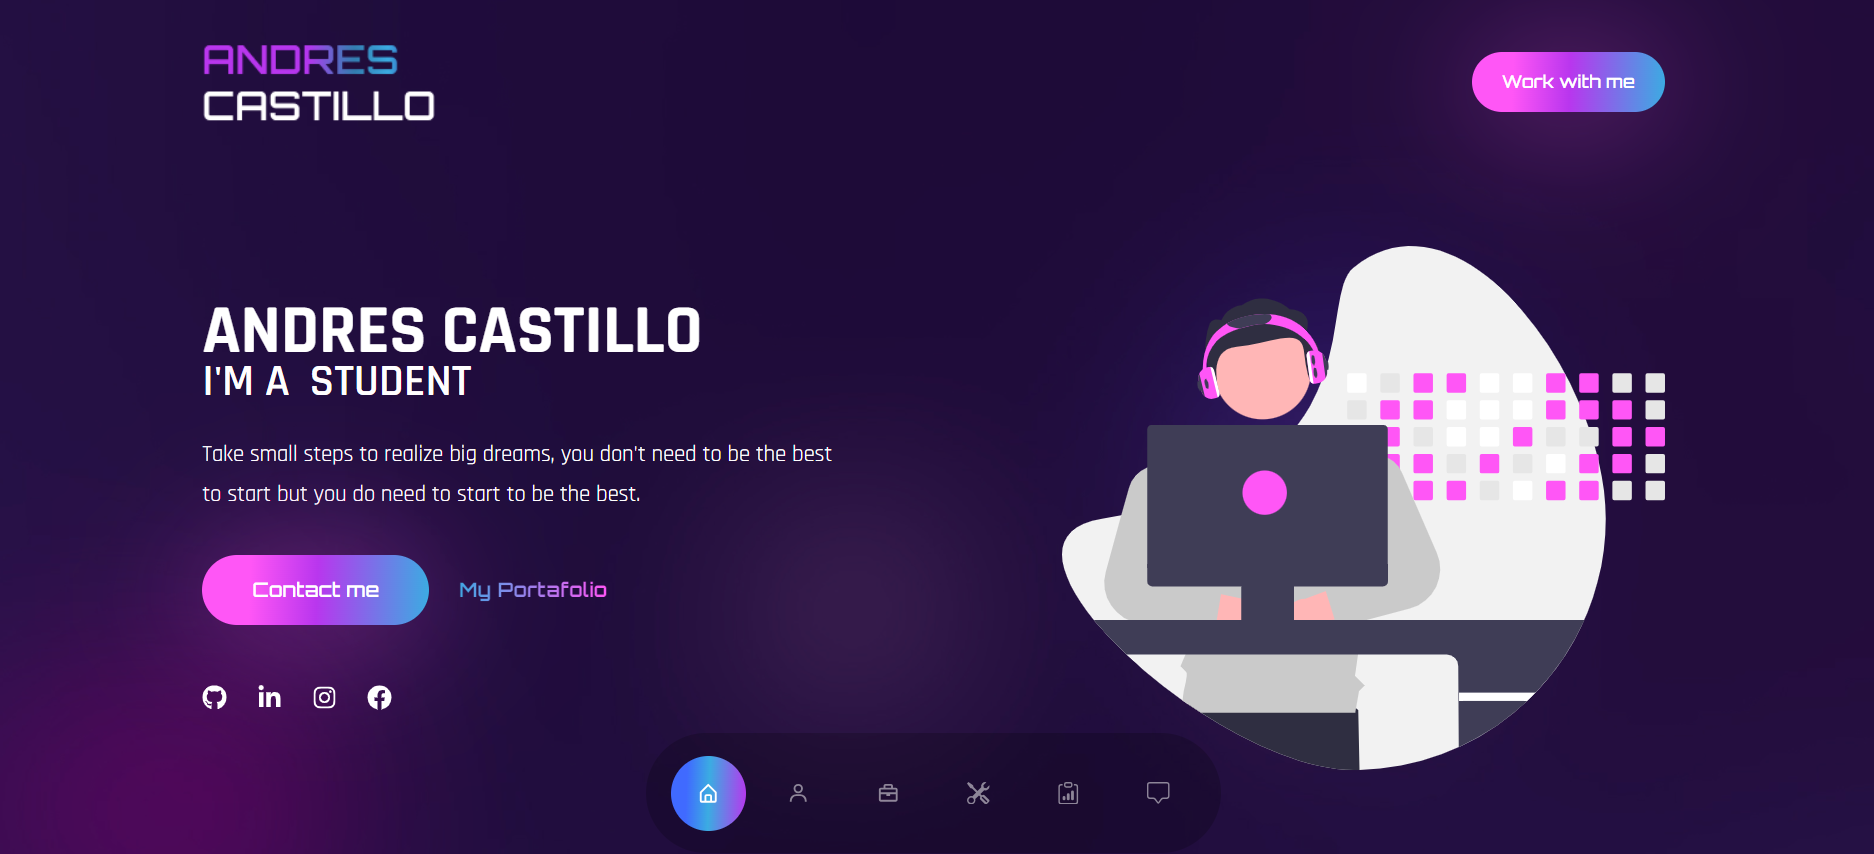 ANDRES
CASTILLO
Work with me
ANDRES CASTILLO
I'M A STUDENT
Take small steps to realize big dreams, you don't need to be the best
to start but you do need to start to be the best.
Contact me
My Portafolio
in